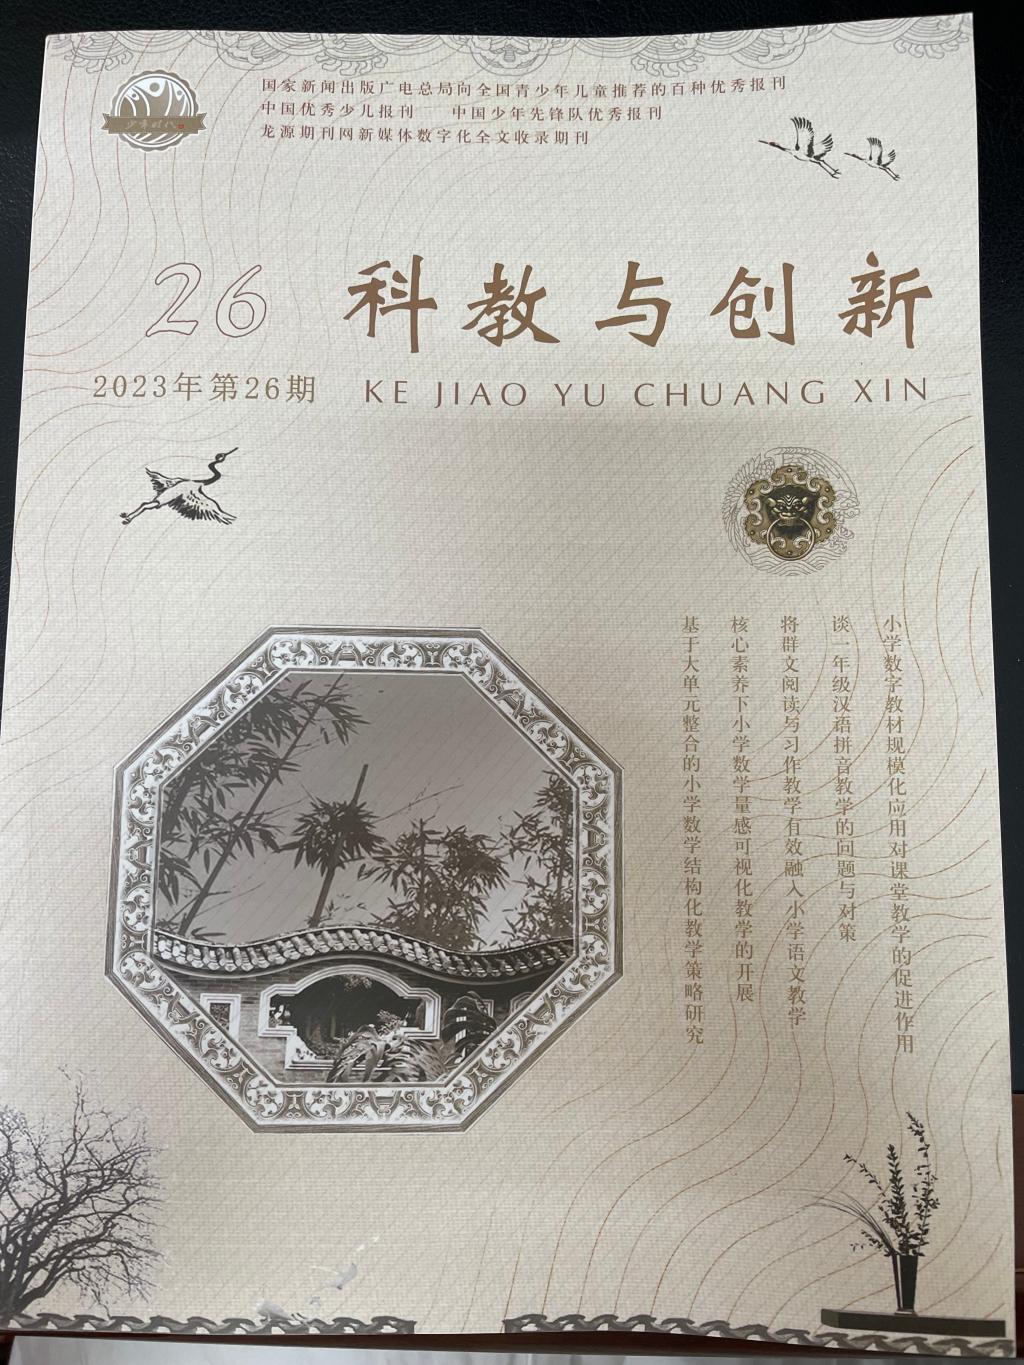 国家新闻出版广电总局向全国青少年儿童推荐的百种优秀报刊
中国优秀少儿报刊 中国少年先锋队优秀报刊
龙源期刊网新媒体数字化全文收录期刊
少年时代
26
科教与创新
2023年第26期
KE JIAO YU CHUANG XIN
小学数字教材规模化应用对课堂教学的促进作用
谈一年级汉语拼音教学的问题与对策
将群文阅读与习作教学有效融入小学语文教学
核心素养下小学数学量感可视化教学的开展
基于大单元整合的小学数学结构化教学策略研究